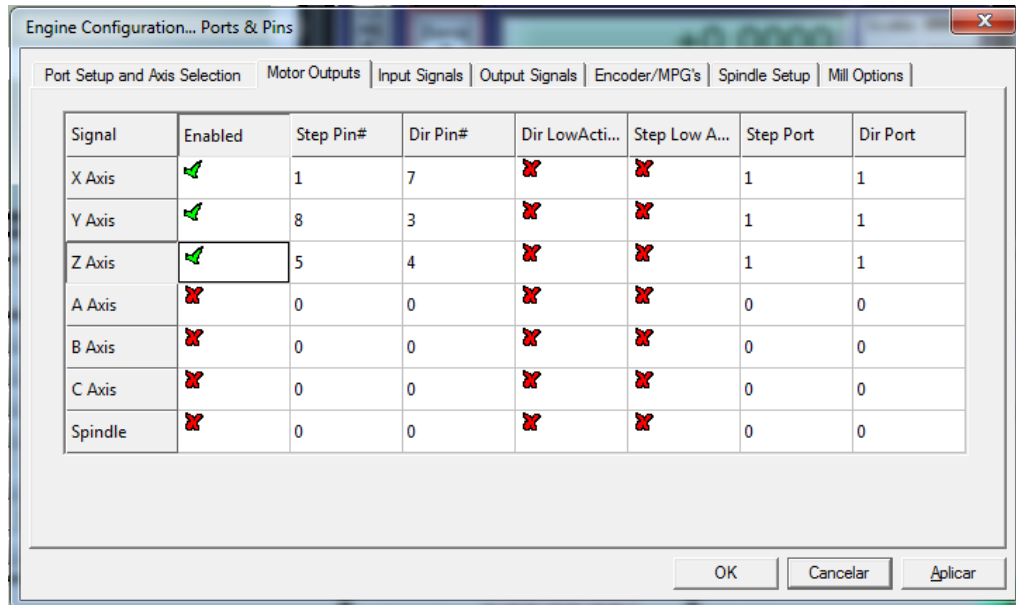 Engine Configuration... Ports & Pins
+0.0000
Port Setup and Axis Selection Motor Outputs Input Signals Output Signals Encoder/MPG's Spindle Setup Mill Options
Signal Enabled Step Pin# Dir Pin# Dir LowActi... Step Low A... Step Port Dir Port
X Axis 1 7 1 1
Y Axis 8 3 1 1
Z Axis 5 4 1 1
A Axis 0 0 0 0
B Axis 0 0 0 0
C Axis 0 0 0 0
Spindle 0 0 0 0
OK Cancelar Aplicar